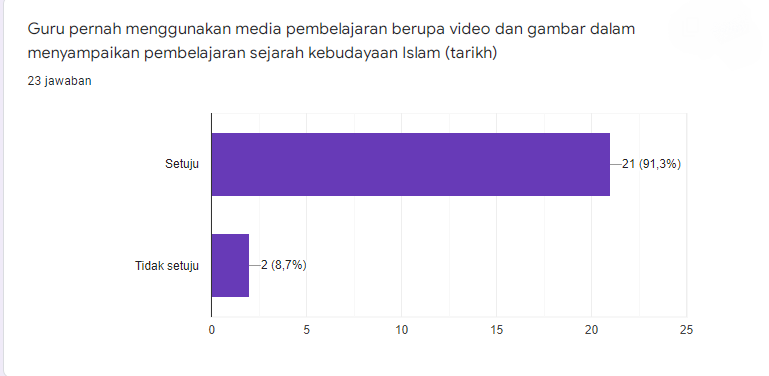 Guru pernah menggunakan media pembelajaran berupa video dan gambar dalam
menyampaikan pembelajaran sejarah kebudayaan Islam (tarikh)
23 jawaban
Setuju
21 (91,3%)
Tidak setuju
2 (8,7%)
0 5 10 15 20 25